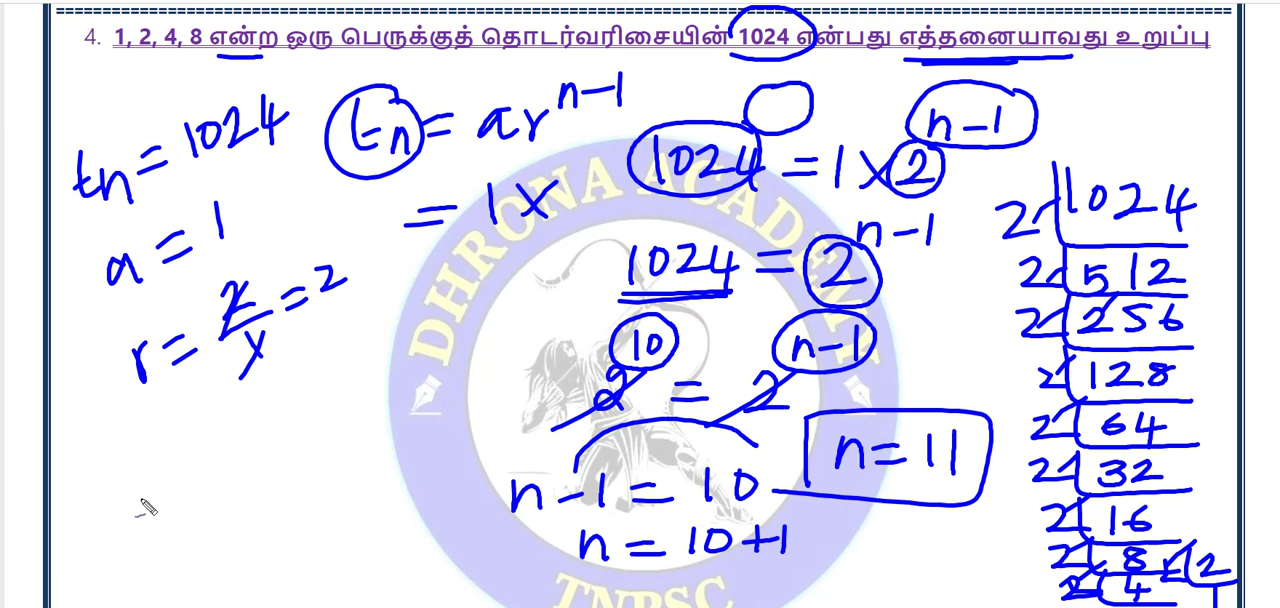 4. 1, 2, 4, 8 என்ற ஒரு பெருக்குத் தொடர்வரிசையின் 1024 என்பது எத்தனையாவது உறுப்பு
tn = 1024
a = 1
r = 2/1 = 2
tn = ar^n-1
= 1 ×
1024 = 1 × 2^n-1
1024 = 2^n-1
2^10 = 2^n-1
n-1 = 10
n = 10+1
n = 11
2 1024
2 512
2 256
2 128
2 64
2 32
2 16
2 8
2 4
2 2
1
DHRONA ACADEMY
TNPSC